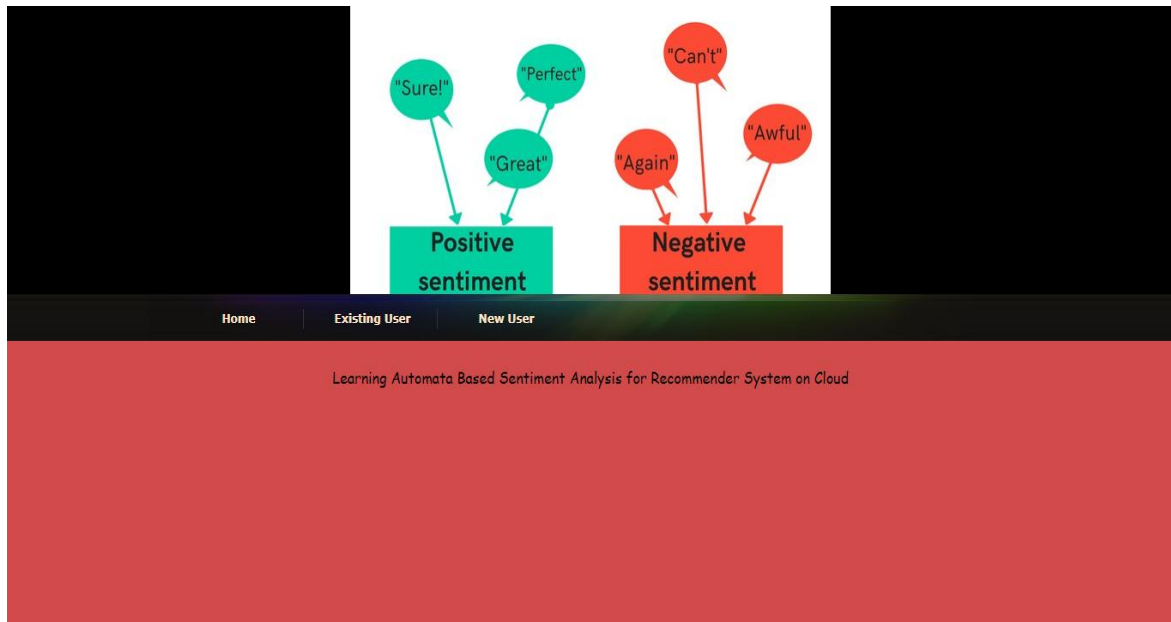 "Sure!"
"Perfect"
"Great"
"Can't"
"Again"
"Awful"
Positive
sentiment
Negative
sentiment
Home
Existing User
New User
Learning Automata Based Sentiment Analysis for Recommender System on Cloud